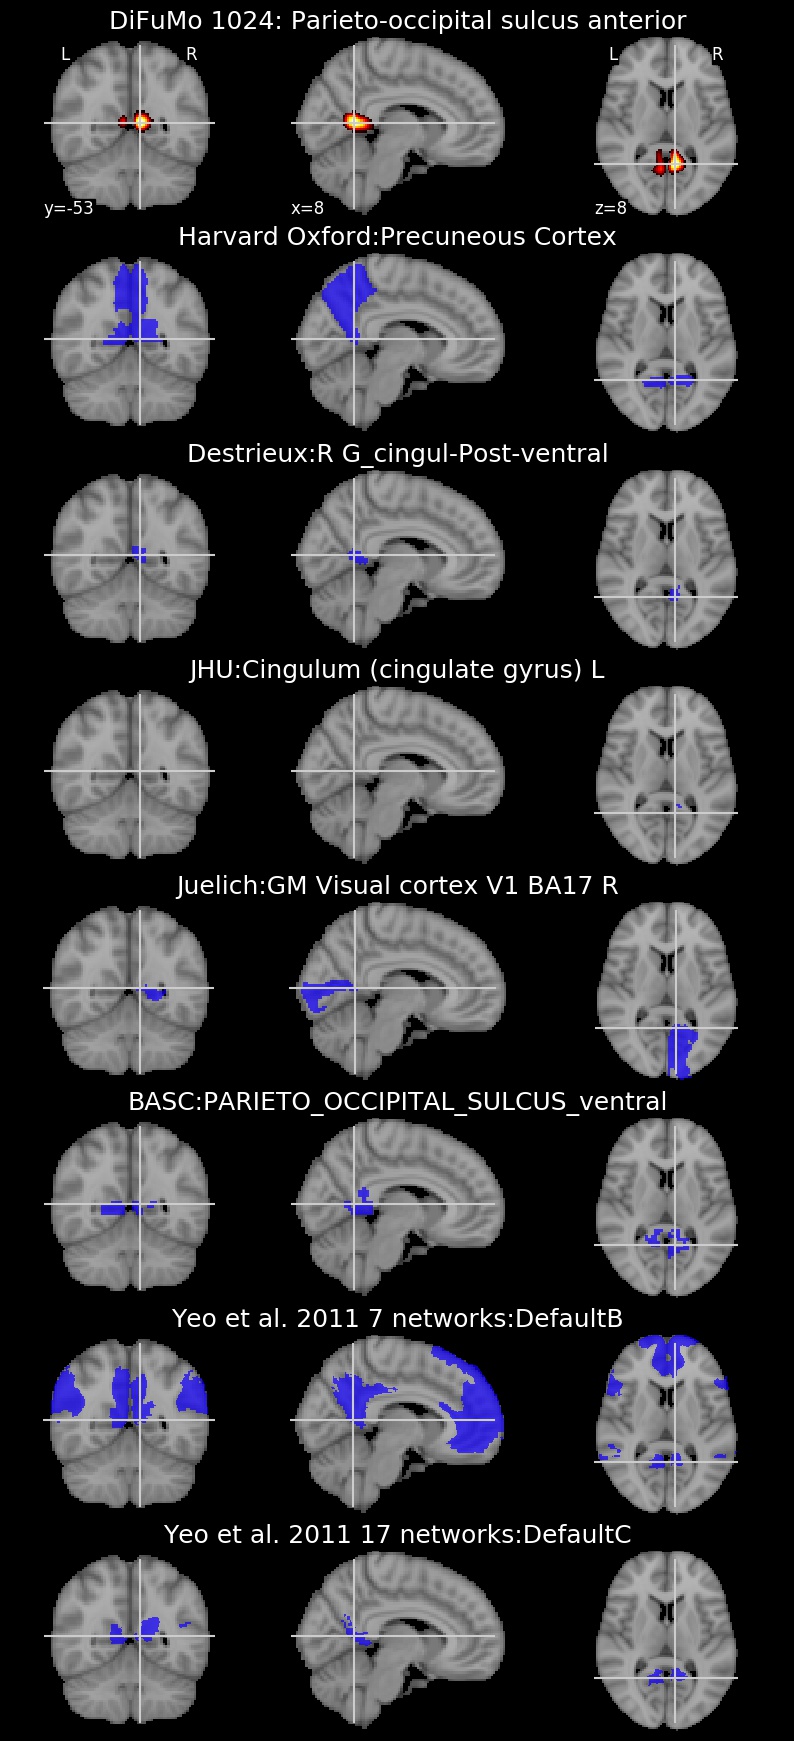 DiFuMo 1024: Parieto-occipital sulcus anterior
L R L R
y=-53 x=8 z=8
Harvard Oxford:Precuneous Cortex
Destrieux:R G_cingul-Post-ventral
JHU:Cingulum (cingulate gyrus) L
Juelich:GM Visual cortex V1 BA17 R
BASC:PARIETO_OCCIPITAL_SULCUS_ventral
Yeo et al. 2011 7 networks:DefaultB
Yeo et al. 2011 17 networks:DefaultC